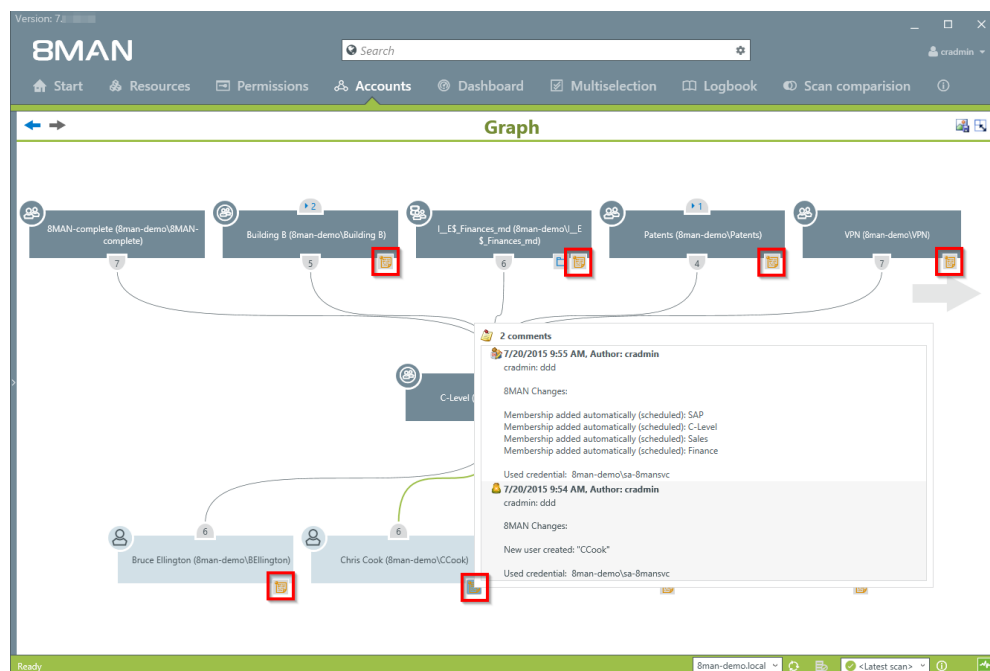 Version: 7.
8MAN
Search
cradmin
Start
Resources
Permissions
Accounts
Dashboard
Multiselection
Logbook
Scan comparision
Graph
8MAN-complete (8man-demo\8MAN-
complete)
7
2
Building B (8man-demo\Building B)
5
I__E$_Finances_md (8man-demo\I__E
$_Finances_md)
6
1
Patents (8man-demo\Patents)
4
VPN (8man-demo\VPN)
7
C-Level (
2 comments
7/20/2015 9:55 AM, Author: cradmin
cradmin: ddd
8MAN Changes:
Membership added automatically (scheduled): SAP
Membership added automatically (scheduled): C-Level
Membership added automatically (scheduled): Sales
Membership added automatically (scheduled): Finance
Used credential: 8man-demo\sa-8mansvc
7/20/2015 9:54 AM, Author: cradmin
cradmin: ddd
8MAN Changes:
New user created: "CCook"
Used credential: 8man-demo\sa-8mansvc
6
Bruce Ellington (8man-demo\BEllington)
6
Chris Cook (8man-demo\CCook)
Ready
8man-demo.local
<Latest scan>